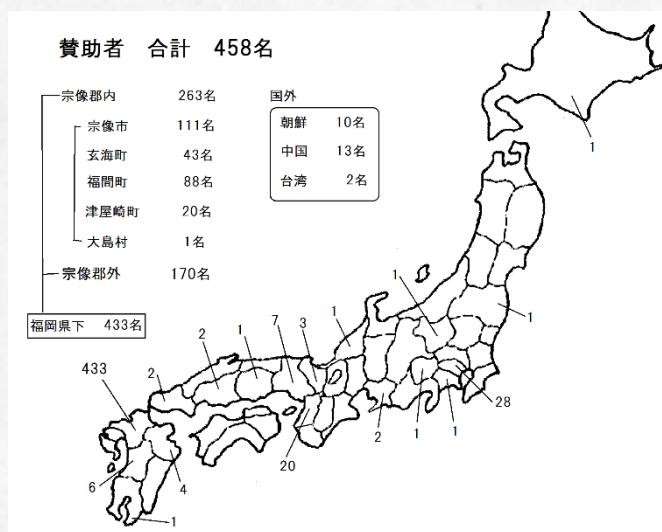 賛助者 合計 458名
宗像郡内 263名
宗像市 111名
玄海町 43名
福間町 88名
津屋崎町 20名
大島村 1名
宗像郡外 170名
福岡県下 433名
国外
朝鮮 10名
中国 13名
台湾 2名
1
1
1
1
3
7
1
2
2
433
28
1
1
2
20
6
4
1